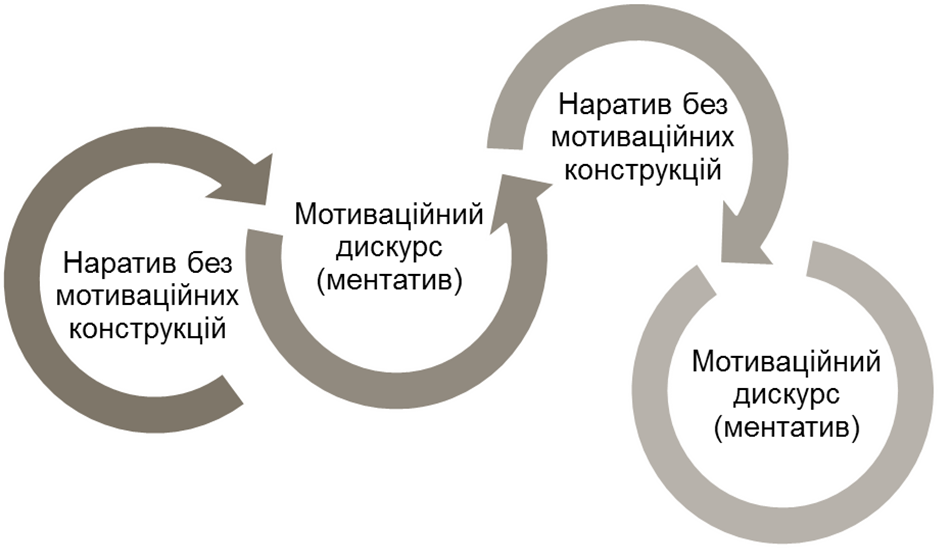 Наратив без
мотиваційних
конструкцій
Мотиваційний
дискурс
(ментатив)
Наратив без
мотиваційних
конструкцій
Мотиваційний
дискурс
(ментатив)